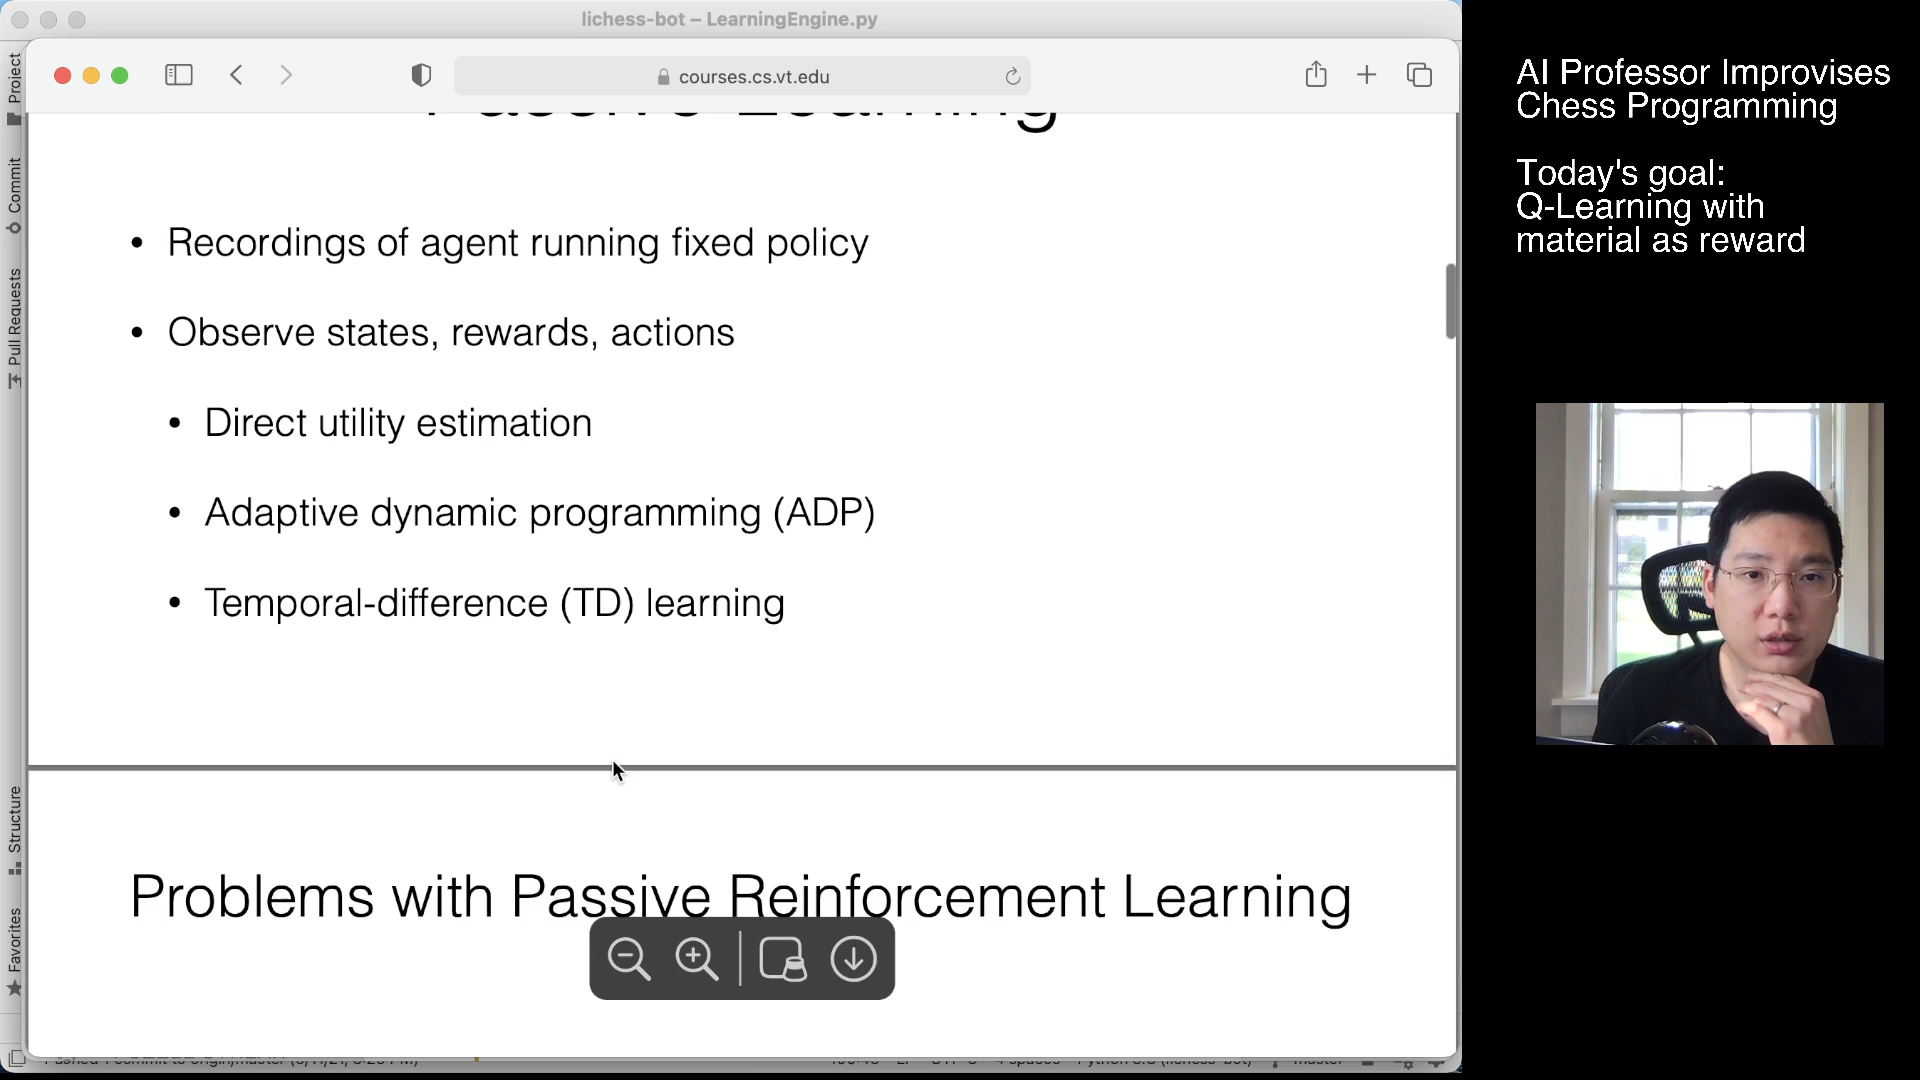 lichess-bot – LearningEngine.py
courses.cs.vt.edu
Passive Learning
• Recordings of agent running fixed policy
• Observe states, rewards, actions
• Direct utility estimation
• Adaptive dynamic programming (ADP)
• Temporal-difference (TD) learning
Problems with Passive Reinforcement Learning
Project
Commit
Pull Requests
Structure
Favorites
AI Professor Improvises
Chess Programming
Today's goal:
Q-Learning with
material as reward